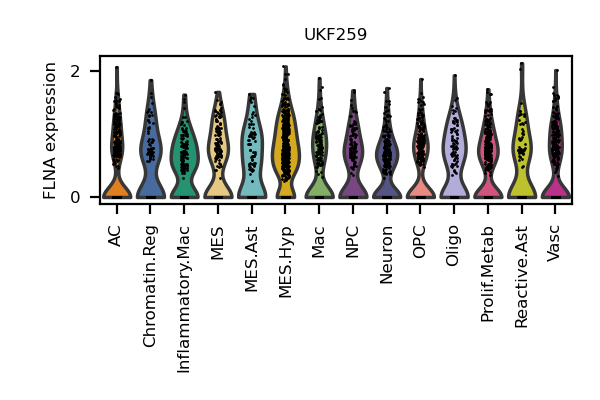 UKF259
FLNA expression
2
0
AC
Chromatin.Reg
Inflammatory.Mac
MES
MES.Ast
MES.Hyp
Mac
NPC
Neuron
OPC
Oligo
Prolif.Metab
Reactive.Ast
Vasc